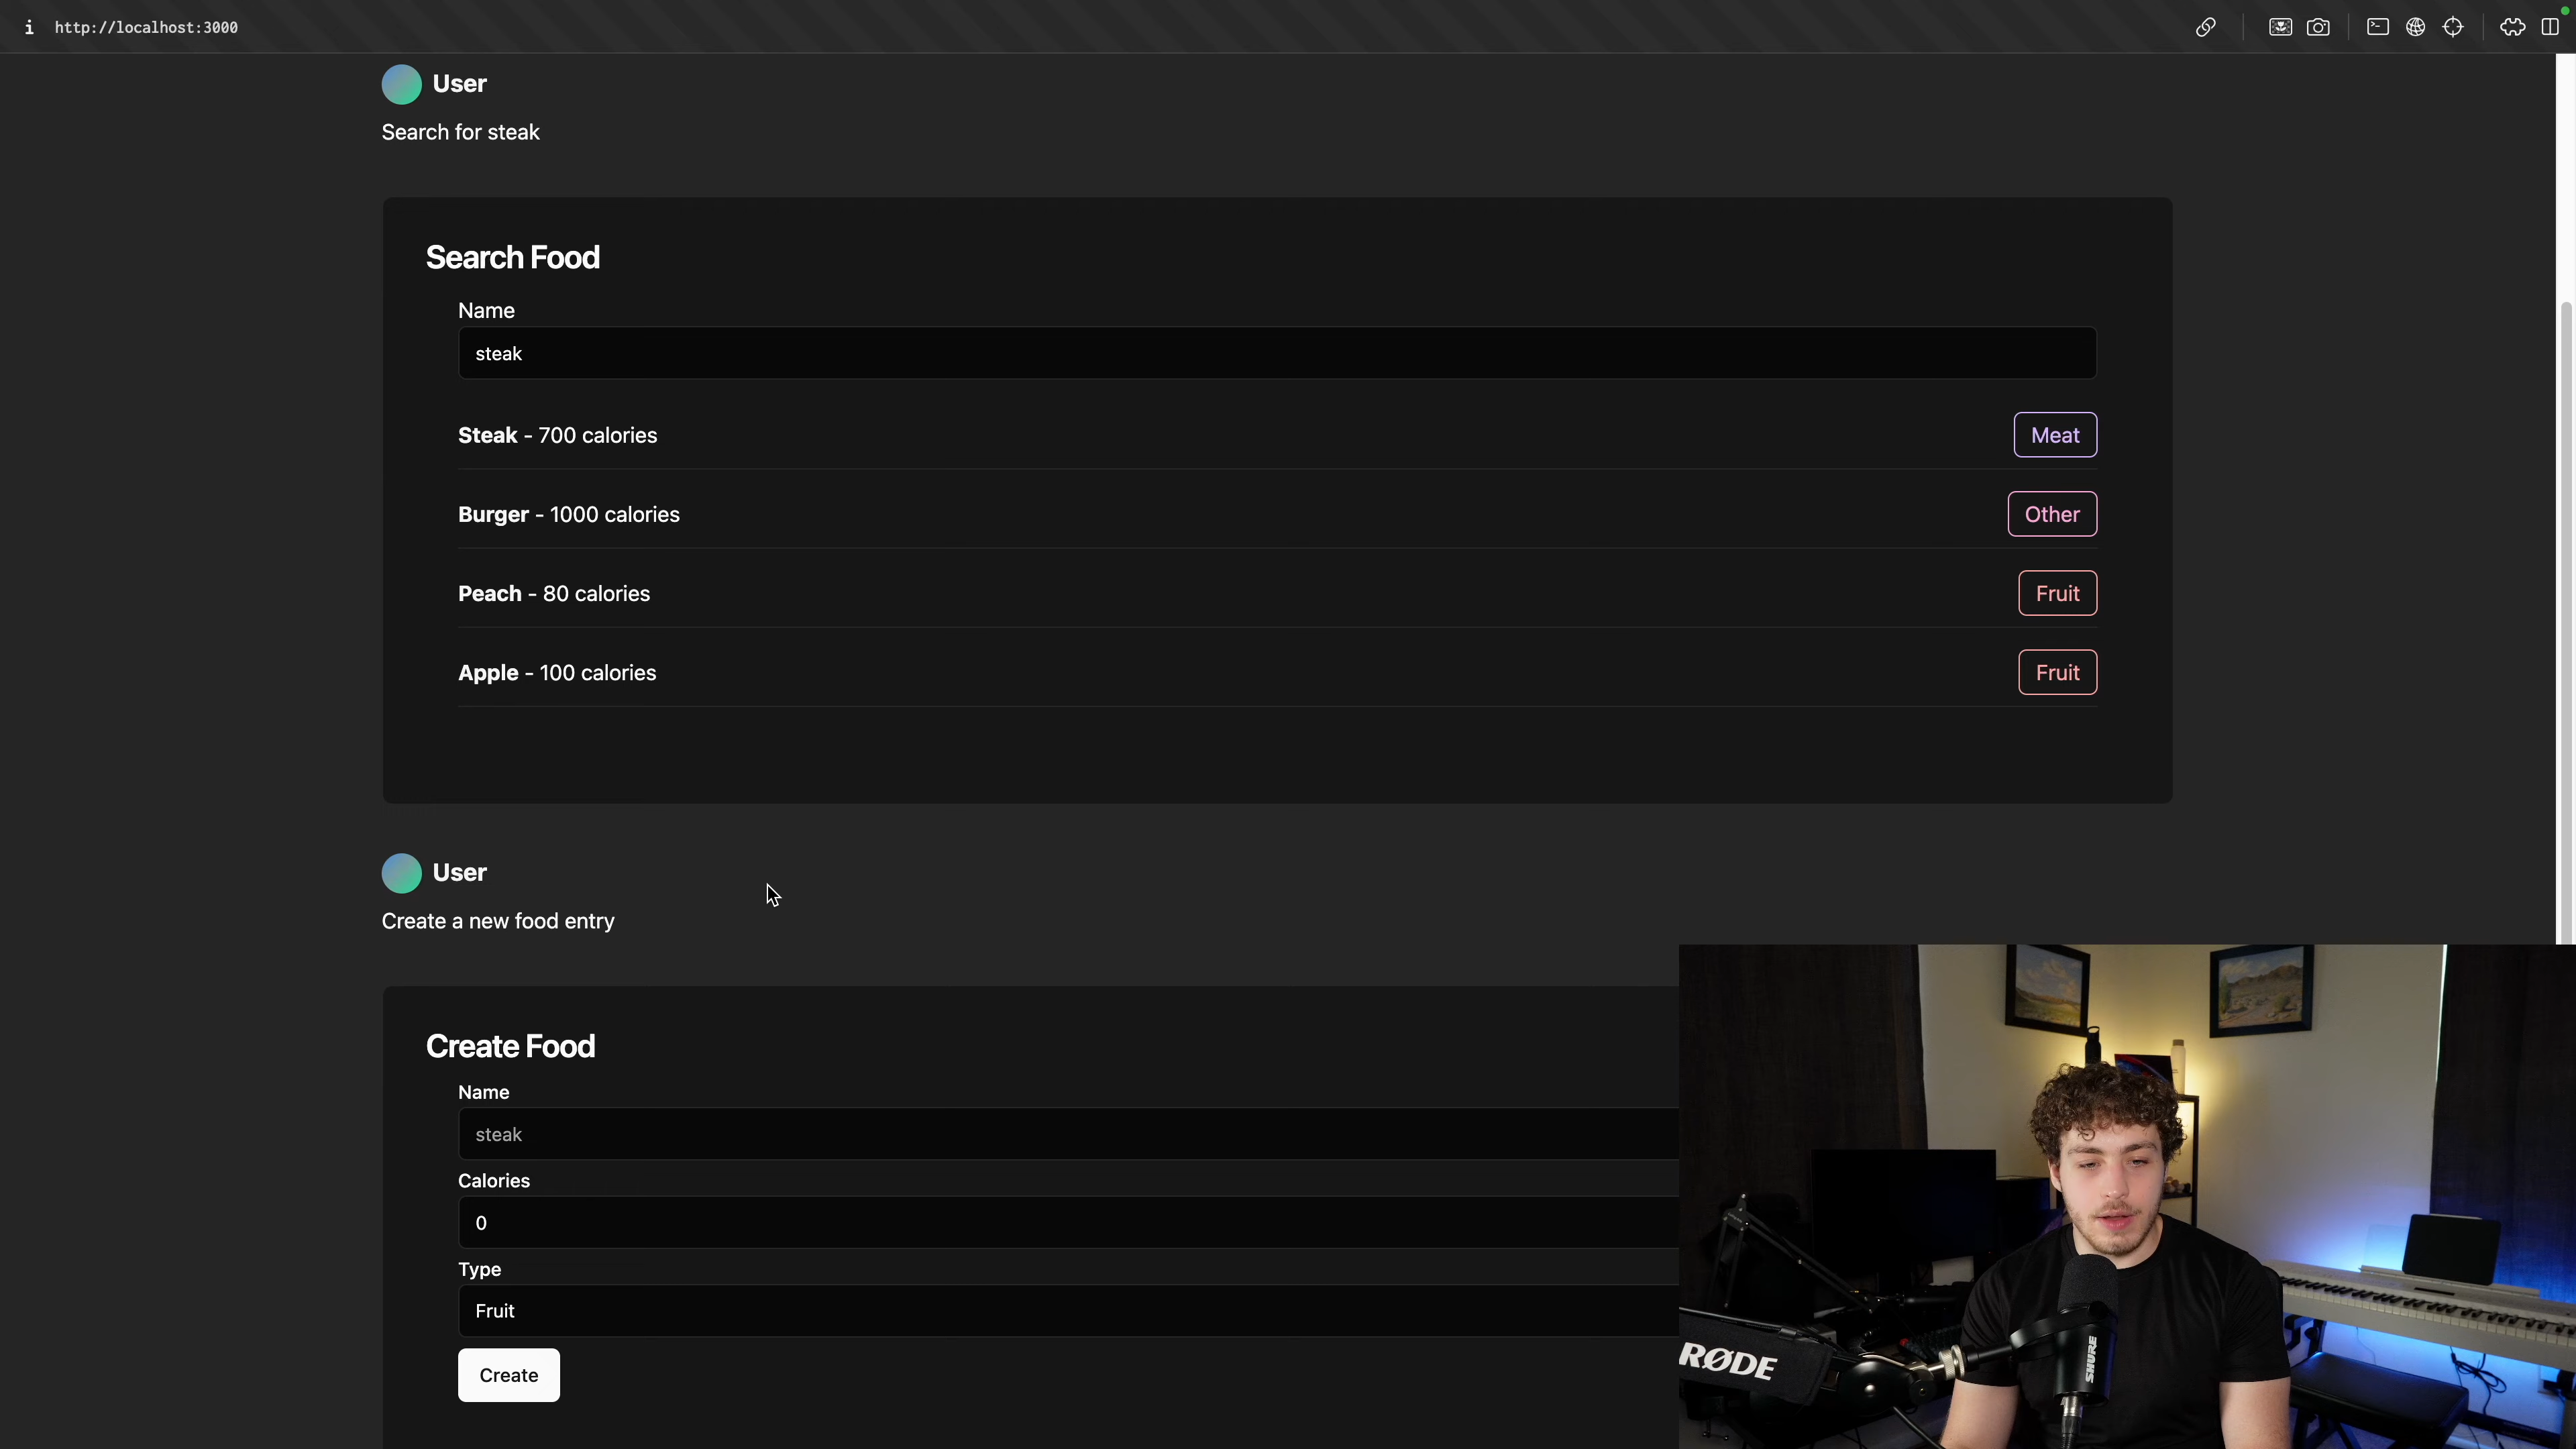 i http://localhost:3000
User
Search for steak
Search Food
Name
steak
Steak - 700 calories
Meat
Burger - 1000 calories
Other
Peach - 80 calories
Fruit
Apple - 100 calories
Fruit
User
Create a new food entry
Create Food
Name
steak
Calories
0
Type
Fruit
Create
RØDE
SHURE